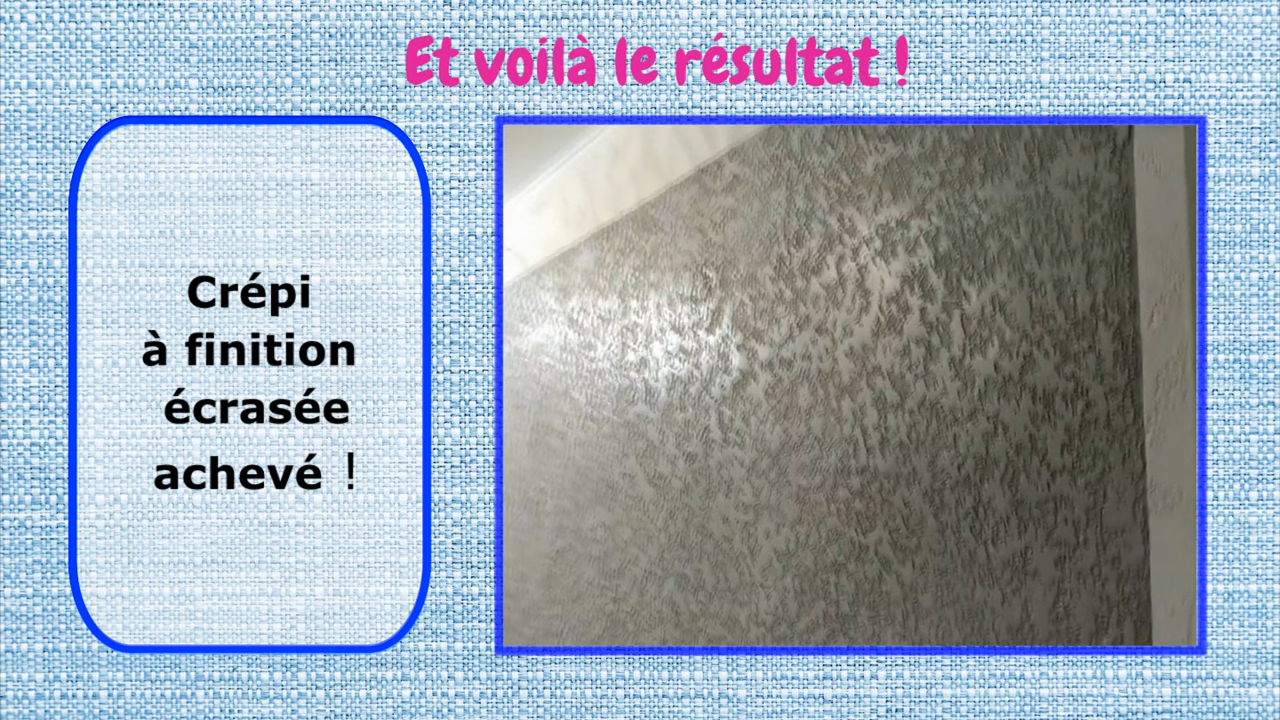 Et voilà le résultat !
Crépi
à finition
écrasée
achevé !